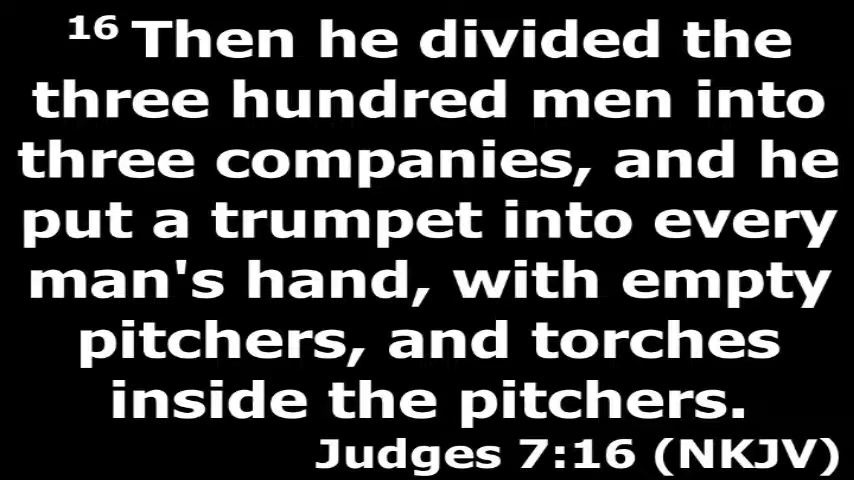 16 Then he divided the
three hundred men into
three companies, and he
put a trumpet into every
man's hand, with empty
pitchers, and torches
inside the pitchers.
Judges 7:16 (NKJV)